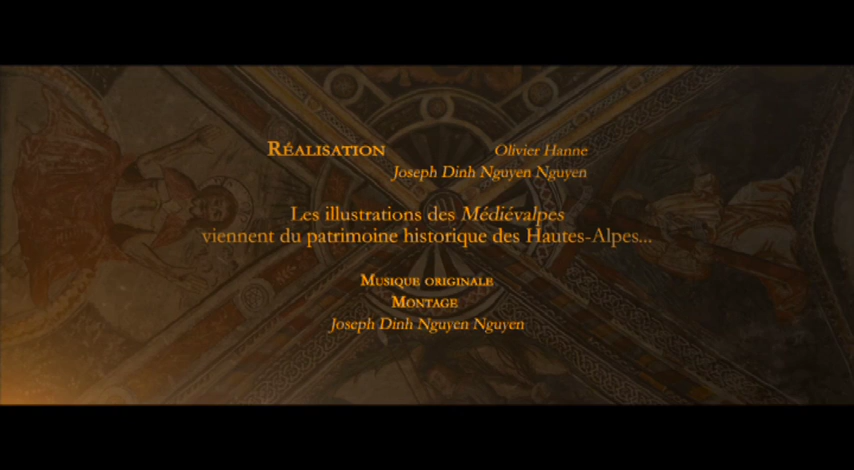 RÉALISATION Olivier Hanne
Joseph Dinh Nguyen Nguyen
Les illustrations des Médiévalpes
viennent du patrimoine historique des Hautes-Alpes...
MUSIQUE ORIGINALE
MONTAGE
Joseph Dinh Nguyen Nguyen